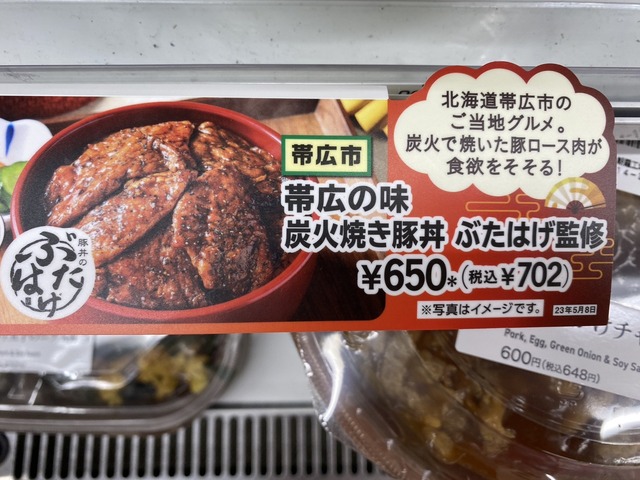 北海道帯広市の
ご当地グルメ。
炭火で焼いた豚ロース肉が
食欲をそそる!
帯広市
帯広の味
炭火焼き豚丼 ぶたはげ監修
¥650*(税込¥702)
※写真はイメージです。
23年5月8日
豚丼の
ぶた
はげ
Pork, Egg, Green Onion & Soy Sa
600円(税込648円)